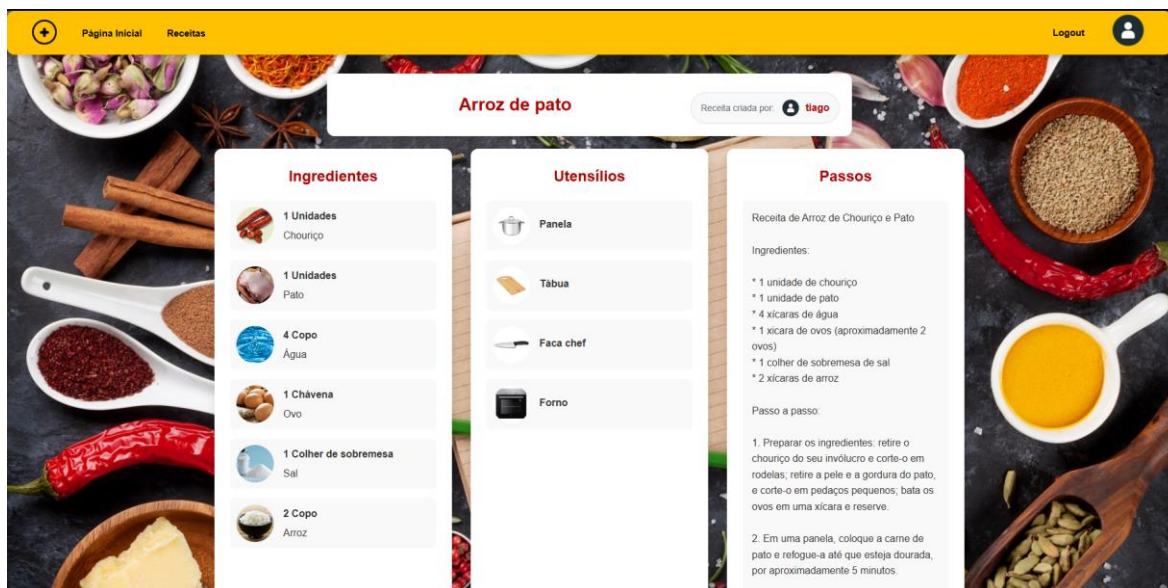 Página Inicial Receitas Logout
Arroz de pato
Receita criada por: tiago
Ingredientes
1 Unidades
Chouriço
1 Unidades
Pato
4 Copo
Água
1 Chávena
Ovo
1 Colher de sobremesa
Sal
2 Copo
Arroz
Utensílios
Panela
Tábua
Faca chef
Forno
Passos
Receita de Arroz de Chouriço e Pato
Ingredientes:
* 1 unidade de chouriço
* 1 unidade de pato
* 4 xícaras de água
* 1 xicara de ovos (aproximadamente 2
ovos)
* 1 colher de sobremesa de sal
* 2 xícaras de arroz
Passo a passo:
1. Preparar os ingredientes: retire o
chouriço do seu invólucro e corte-o em
rodelas; retire a pele e a gordura do pato,
e corte-o em pedaços pequenos; bata os
ovos em uma xícara e reserve.
2. Em uma panela, coloque a carne de
pato e refogue-a até que esteja dourada,
por aproximadamente 5 minutos.